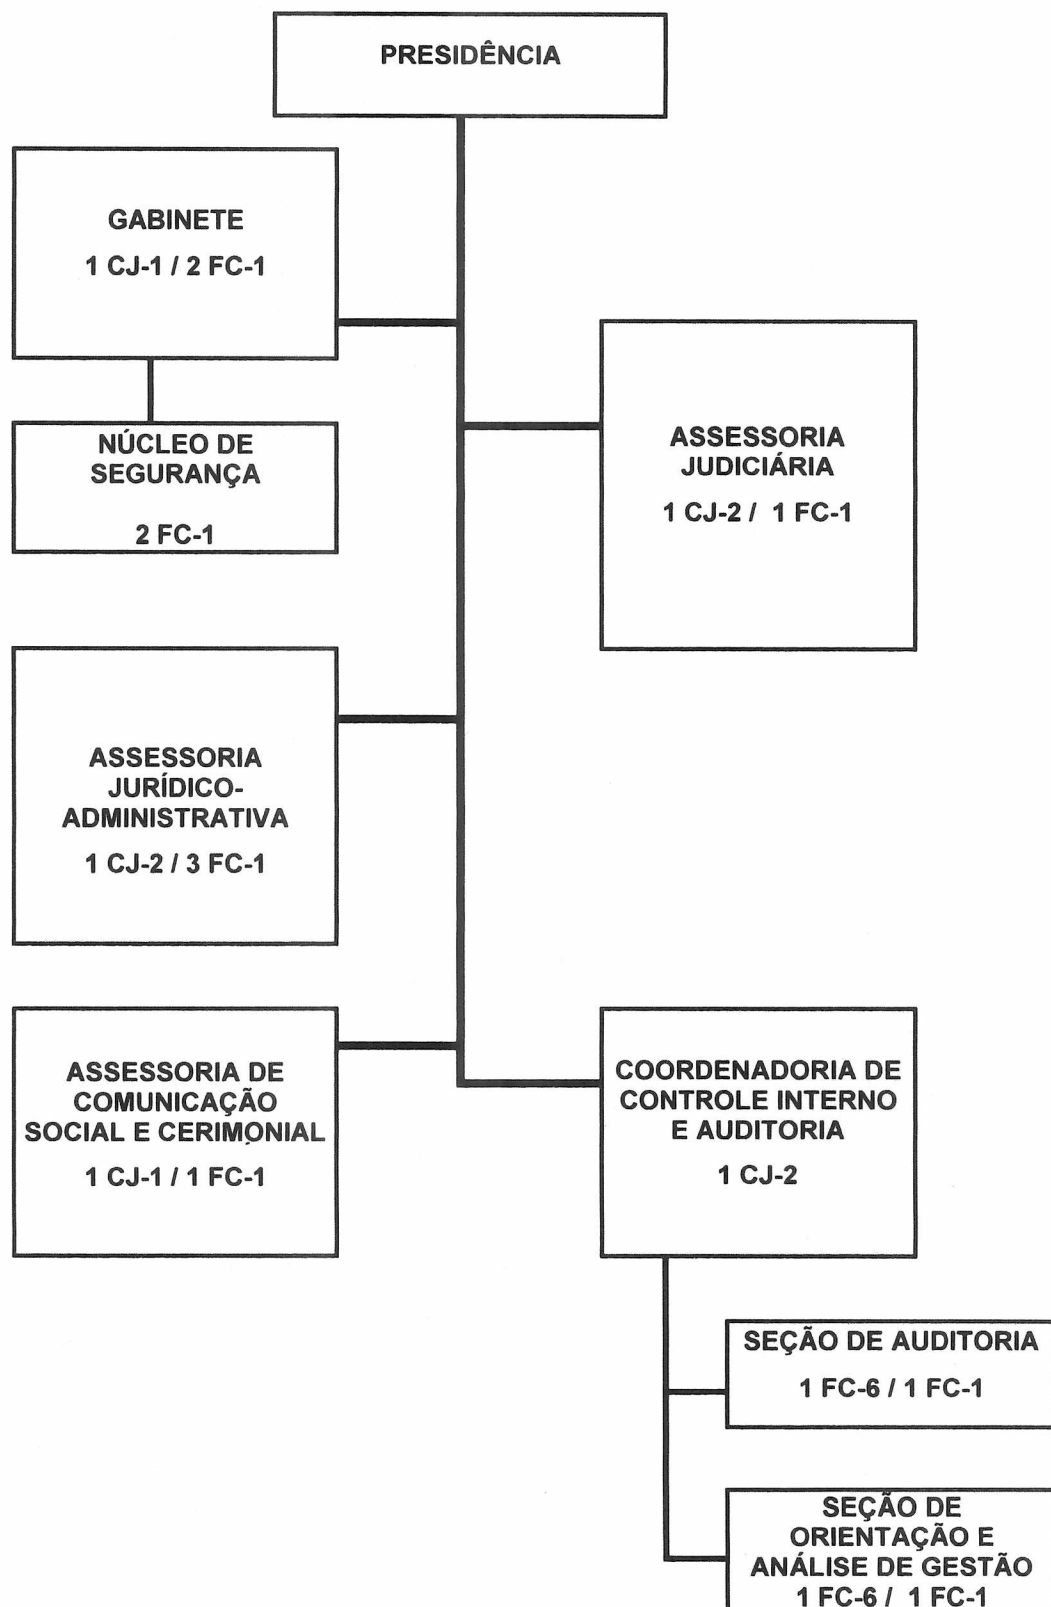 PRESIDÊNCIA
GABINETE
1 CJ-1 / 2 FC-1
NÚCLEO DE
SEGURANÇA
2 FC-1
ASSESSORIA
JUDICIÁRIA
1 CJ-2 / 1 FC-1
ASSESSORIA
JURÍDICO-
ADMINISTRATIVA
1 CJ-2 / 3 FC-1
ASSESSORIA DE
COMUNICAÇÃO
SOCIAL E CERIMONIAL
1 CJ-1 / 1 FC-1
COORDENADORIA DE
CONTROLE INTERNO
E AUDITORIA
1 CJ-2
SEÇÃO DE AUDITORIA
1 FC-6 / 1 FC-1
SEÇÃO DE
ORIENTAÇÃO E
ANÁLISE DE GESTÃO
1 FC-6 / 1 FC-1